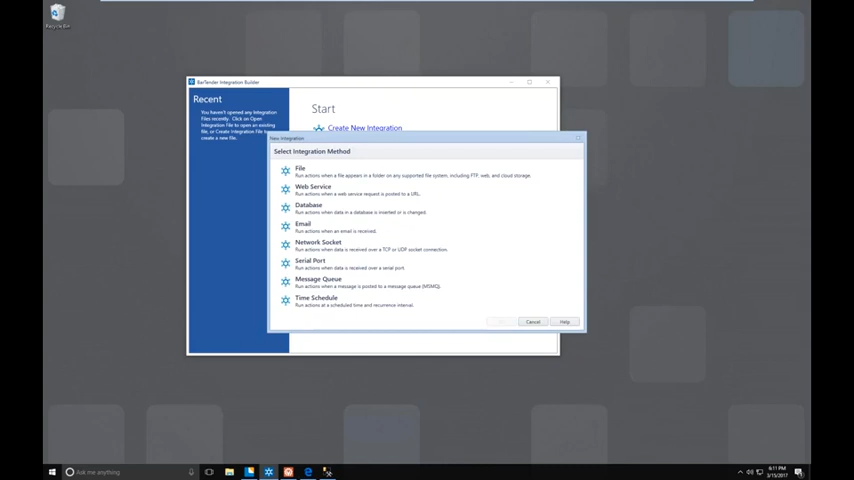 Recycle Bin
BarTender Integration Builder
Recent
You haven't opened any Integration
Files recently. Click on Open
Integration File to open an existing
file, or Create Integration File to
create a new file.
Start
Create New Integration
New Integration
Select Integration Method
File
Run actions when a file appears in a folder on any supported file system, including FTP, web, and cloud storage.
Web Service
Run actions when a web service request is posted to a URL.
Database
Run actions when data in a database is inserted or is changed.
Email
Run actions when an email is received.
Network Socket
Run actions when data is received over a TCP or UDP socket connection.
Serial Port
Run actions when data is received over a serial port.
Message Queue
Run actions when a message is posted to a message queue (MSMQ).
Time Schedule
Run actions at a scheduled time and recurrence interval.
Cancel
Help
Ask me anything
6:11 PM
3/15/2017